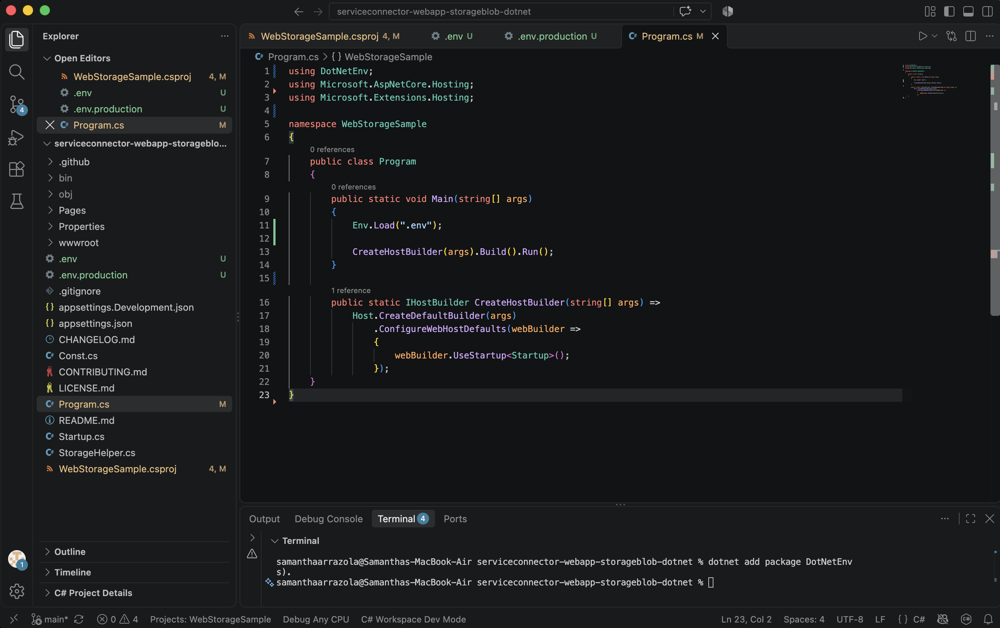 serviceconnector-webapp-storageblob-dotnet
Explorer
Open Editors
WebStorageSample.csproj 4, M
.env U
.env.production U
Program.cs M
serviceconnector-webapp-storageblo...
.github
bin
obj
Pages
Properties
wwwroot
.env U
.env.production U
.gitignore
{} appsettings.Development.json
{} appsettings.json
CHANGELOG.md
C# Const.cs
CONTRIBUTING.md
LICENSE.md
C# Program.cs M
README.md
C# Startup.cs
C# StorageHelper.cs
WebStorageSample.csproj 4, M
Outline
Timeline
C# Project Details
4
1
WebStorageSample.csproj 4, M
.env U
.env.production U
C# Program.cs M
C# Program.cs > {} WebStorageSample
1 using DotNetEnv;
2 using Microsoft.AspNetCore.Hosting;
3 using Microsoft.Extensions.Hosting;
4
5 namespace WebStorageSample
6 {
0 references
7 public class Program
8 {
0 references
9 public static void Main(string[] args)
10 {
11 Env.Load(".env");
12
13 CreateHostBuilder(args).Build().Run();
14 }
15
1 reference
16 public static IHostBuilder CreateHostBuilder(string[] args) =>
17 Host.CreateDefaultBuilder(args)
18 .ConfigureWebHostDefaults(webBuilder =>
19 {
20 webBuilder.UseStartup<Startup>();
21 });
22 }
23 }
Output Debug Console Terminal 4 Ports
Terminal
samanthaarrazola@Samanthas-MacBook-Air serviceconnector-webapp-storageblob-dotnet % dotnet add package DotNetEnv
s).
samanthaarrazola@Samanthas-MacBook-Air serviceconnector-webapp-storageblob-dotnet %
main* 0 4 Projects: WebStorageSample Debug Any CPU C# Workspace Dev Mode Ln 23, Col 2 Spaces: 4 UTF-8 LF {} C#